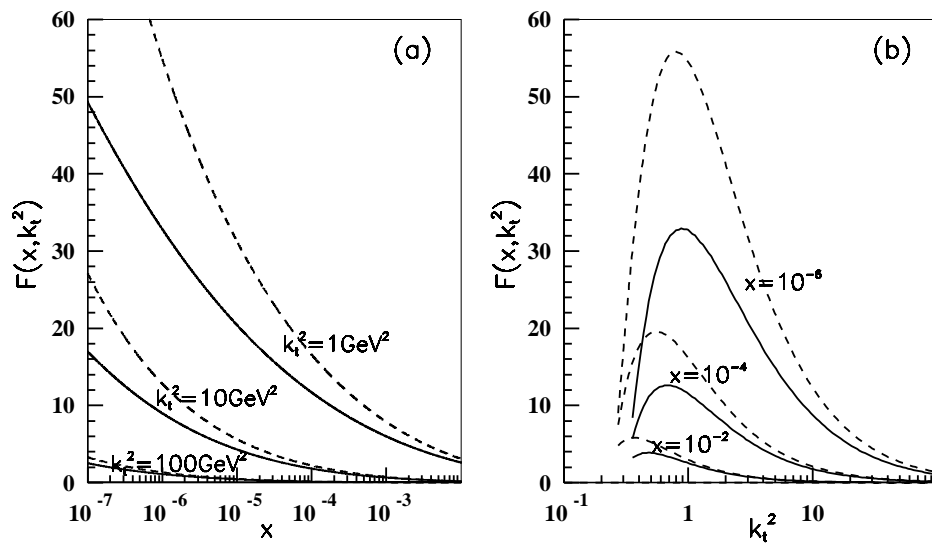 F(x,k_t^2)
60
50
40
30
20
10
0
(a)
k_t^2=1GeV^2
k_t^2=10GeV^2
k_t^2=100GeV^2
10^-7
10^-6
10^-5
10^-4
10^-3
x
F(x,k_t^2)
60
50
40
30
20
10
0
(b)
x=10^-6
x=10^-4
x=10^-2
10^-1
1
10
k_t^2